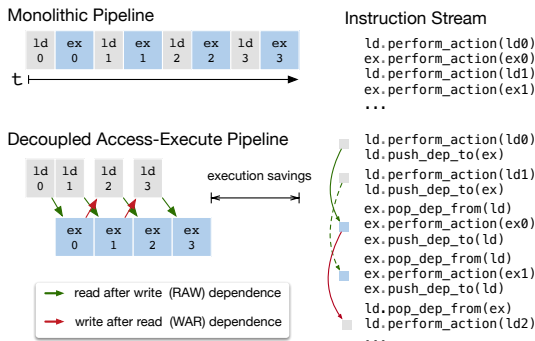 Monolithic Pipeline
ld ex ld ex ld ex ld ex
0 0 1 1 2 2 3 3
t
Decoupled Access-Execute Pipeline
ld ld ld ld
0 1 2 3
execution savings
ex ex ex ex
0 1 2 3
read after write (RAW) dependence
write after read (WAR) dependence
Instruction Stream
ld.perform_action(ld0)
ex.perform_action(ex0)
ld.perform_action(ld1)
ex.perform_action(ex1)
...
ld.perform_action(ld0)
ld.push_dep_to(ex)
ld.perform_action(ld1)
ld.push_dep_to(ex)
ex.pop_dep_from(ld)
ex.perform_action(ex0)
ex.push_dep_to(ld)
ex.pop_dep_from(ld)
ex.perform_action(ex1)
ex.push_dep_to(ld)
ld.pop_dep_from(ex)
ld.perform_action(ld2)
...